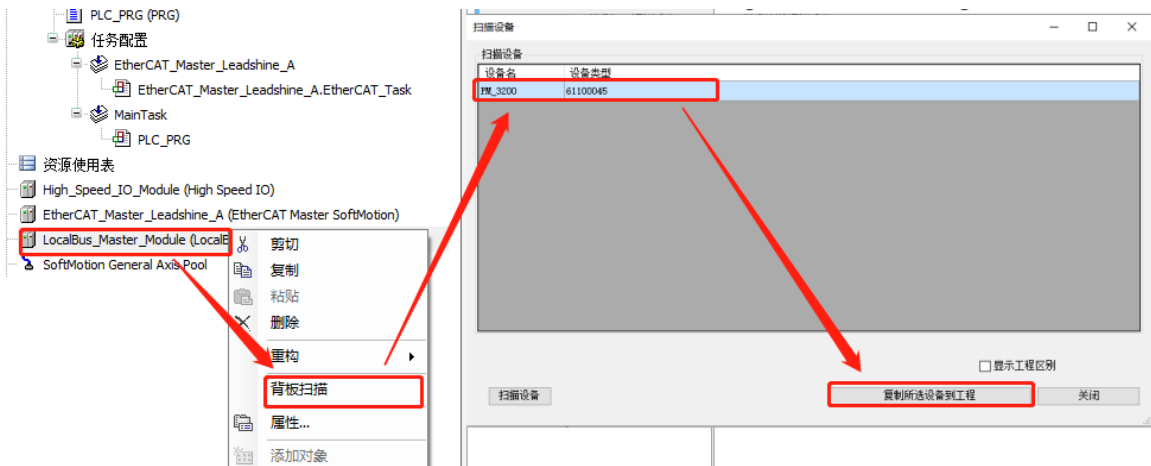 PLC_PRG (PRG)
任务配置
EtherCAT_Master_Leadshine_A
EtherCAT_Master_Leadshine_A.EtherCAT_Task
MainTask
PLC_PRG
资源使用表
High_Speed_IO_Module (High Speed IO)
EtherCAT_Master_Leadshine_A (EtherCAT Master SoftMotion)
LocalBus_Master_Module (LocalB
SoftMotion General Axis Pool
剪切
复制
粘贴
删除
重构
背板扫描
属性...
添加对象
扫描设备
扫描设备
设备名 设备类型
PM_3200 61100045
显示工程区别
扫描设备 复制所选设备到工程 关闭